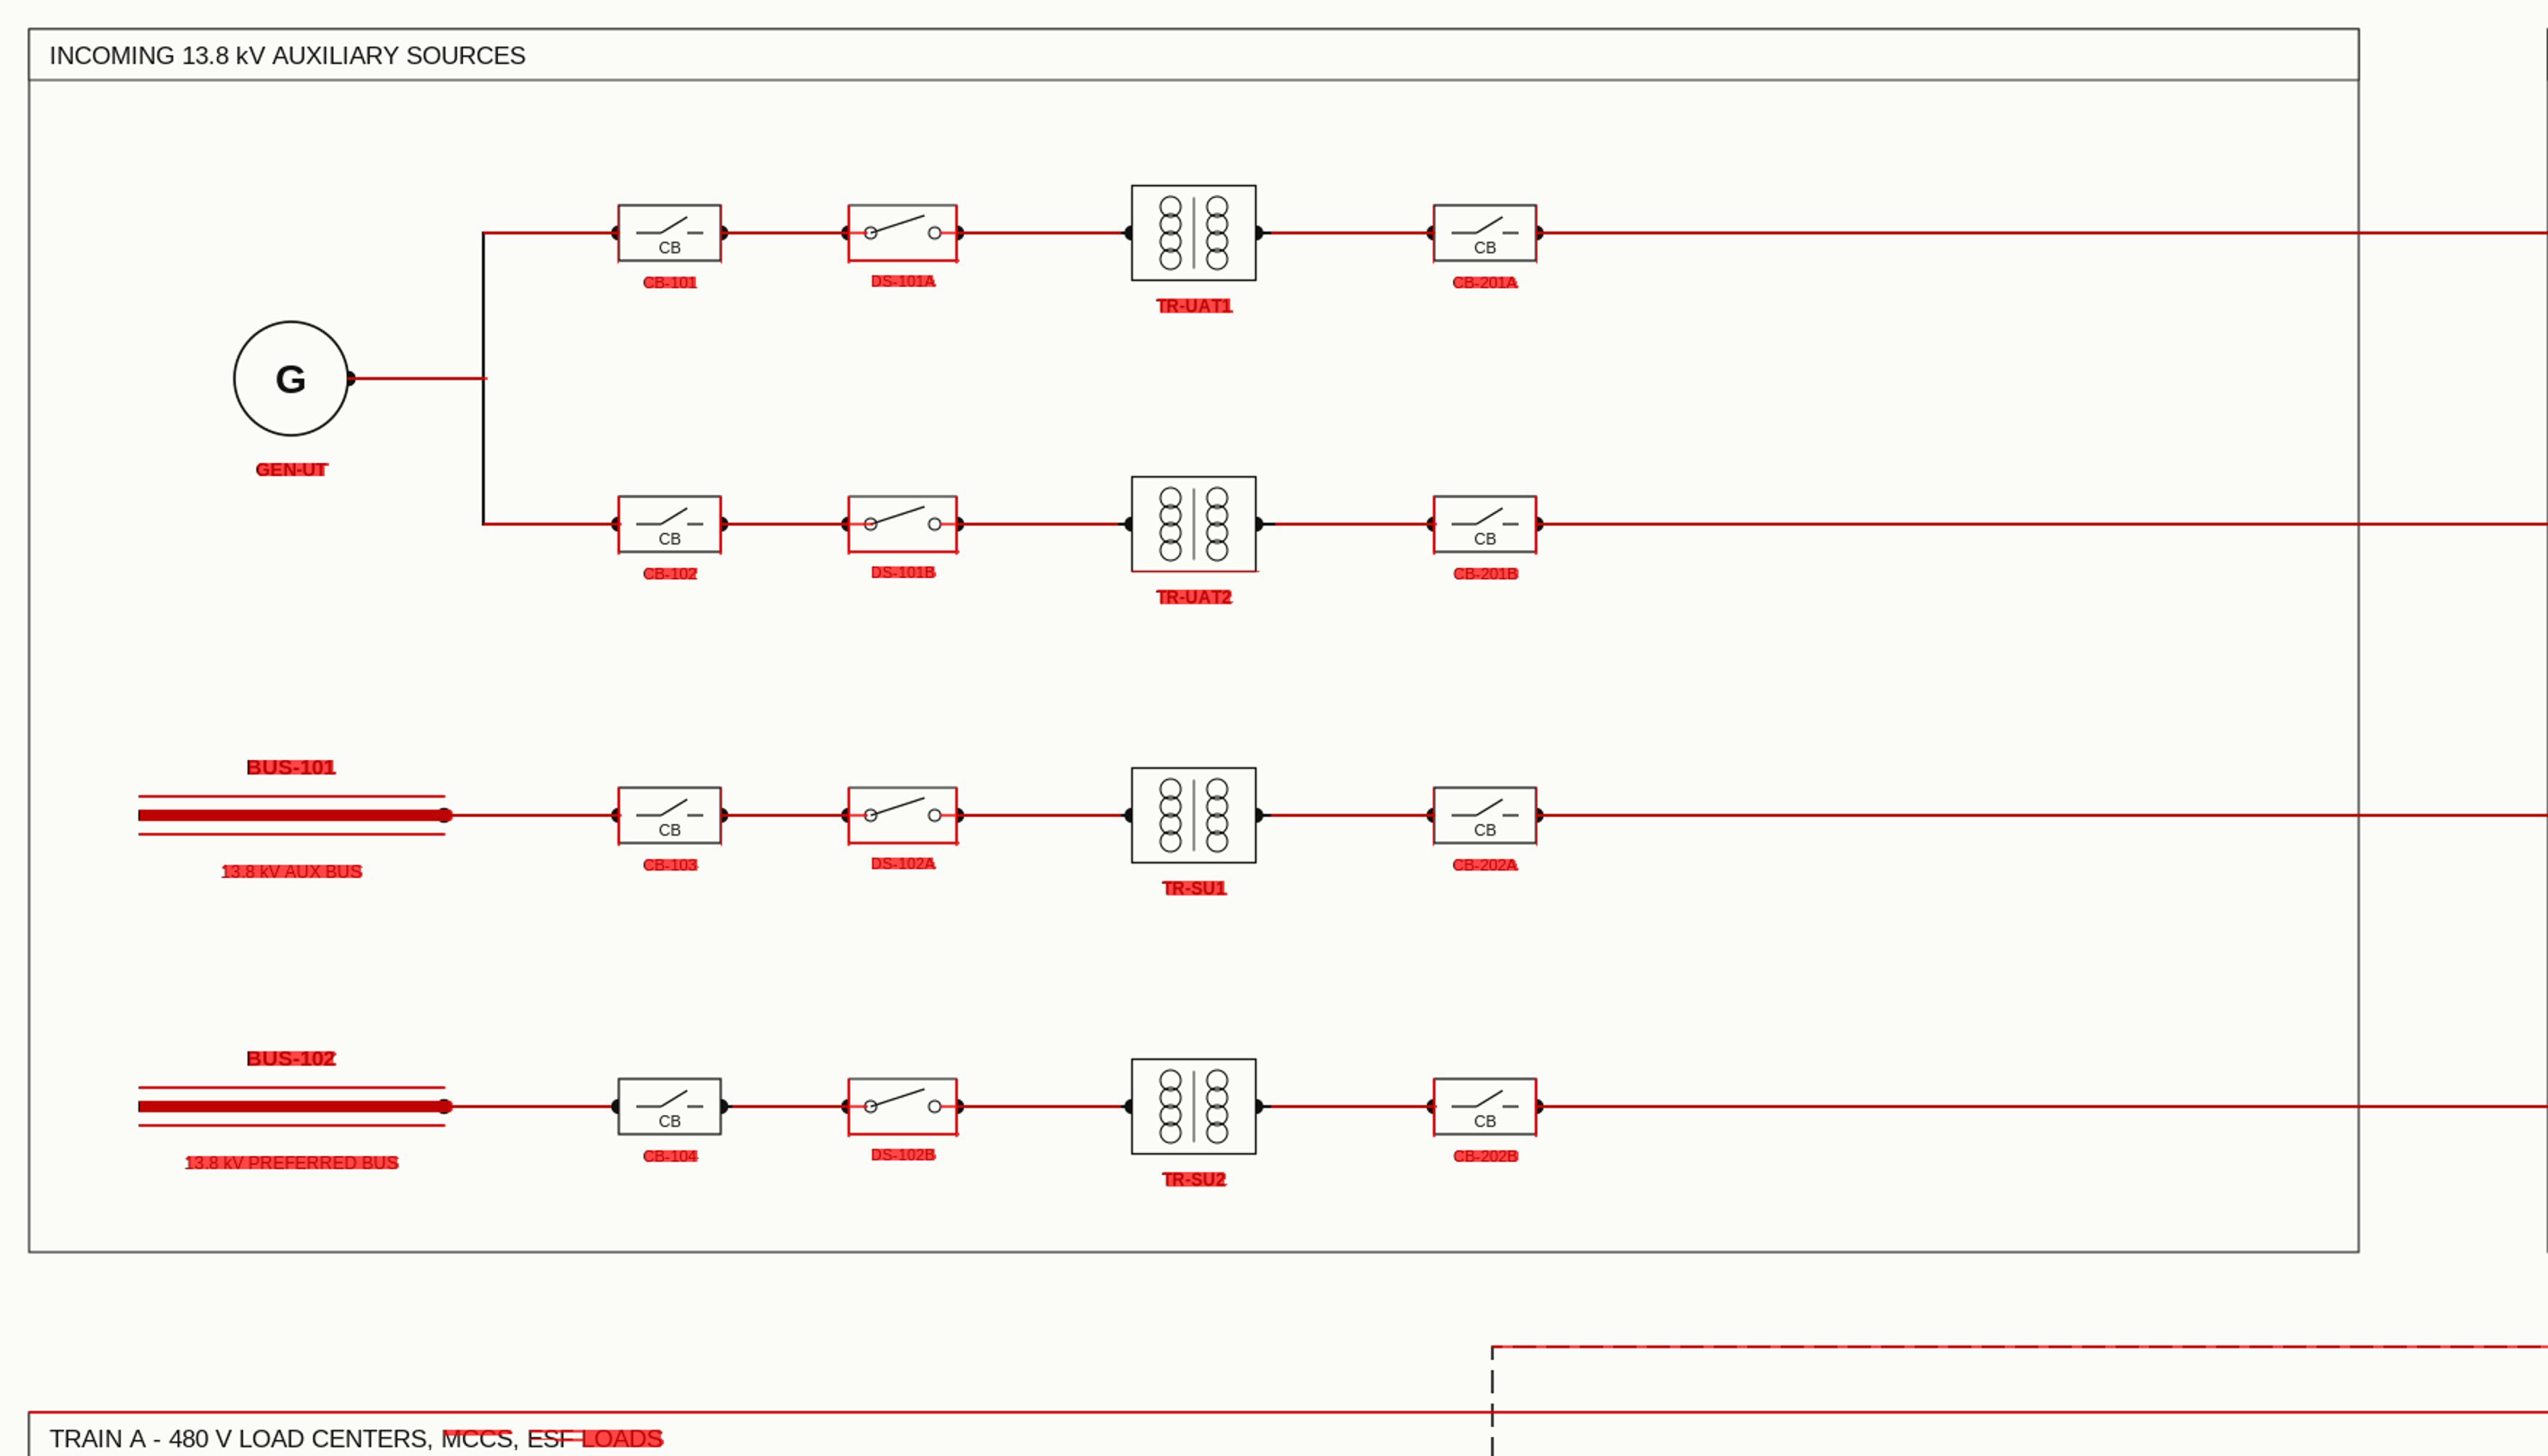 INCOMING 13.8 kV AUXILIARY SOURCES
CB
CB-101
DS-101A
TR-UAT1
CB
CB-201A
G
GEN-UT
CB
CB-102
DS-101B
TR-UAT2
CB
CB-201B
BUS-101
13.8 kV AUX BUS
CB
CB-103
DS-102A
TR-SU1
CB
CB-202A
BUS-102
13.8 kV PREFERRED BUS
CB
CB-104
DS-102B
TR-SU2
CB
CB-202B
TRAIN A - 480 V LOAD CENTERS, MCCS, ESF LOADS